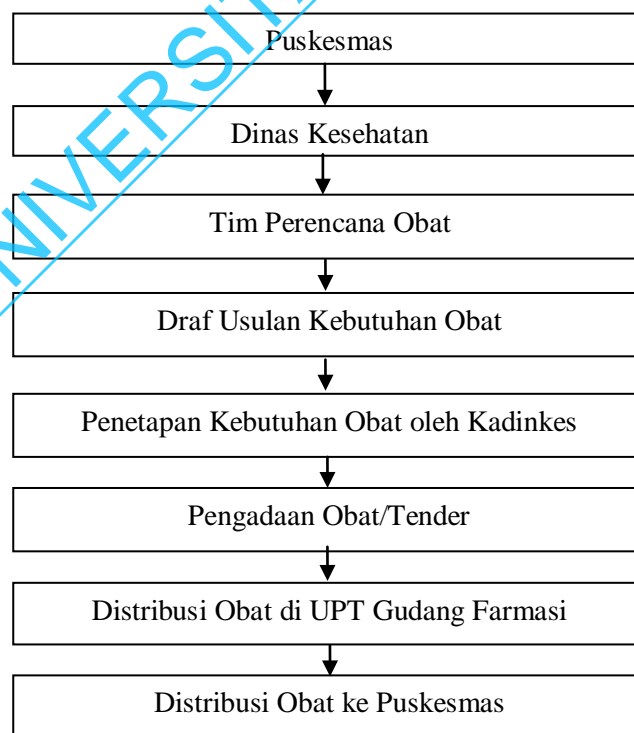 Puskesmas
Dinas Kesehatan
Tim Perencana Obat
Draf Usulan Kebutuhan Obat
Penetapan Kebutuhan Obat oleh Kadinkes
Pengadaan Obat/Tender
Distribusi Obat di UPT Gudang Farmasi
Distribusi Obat ke Puskesmas